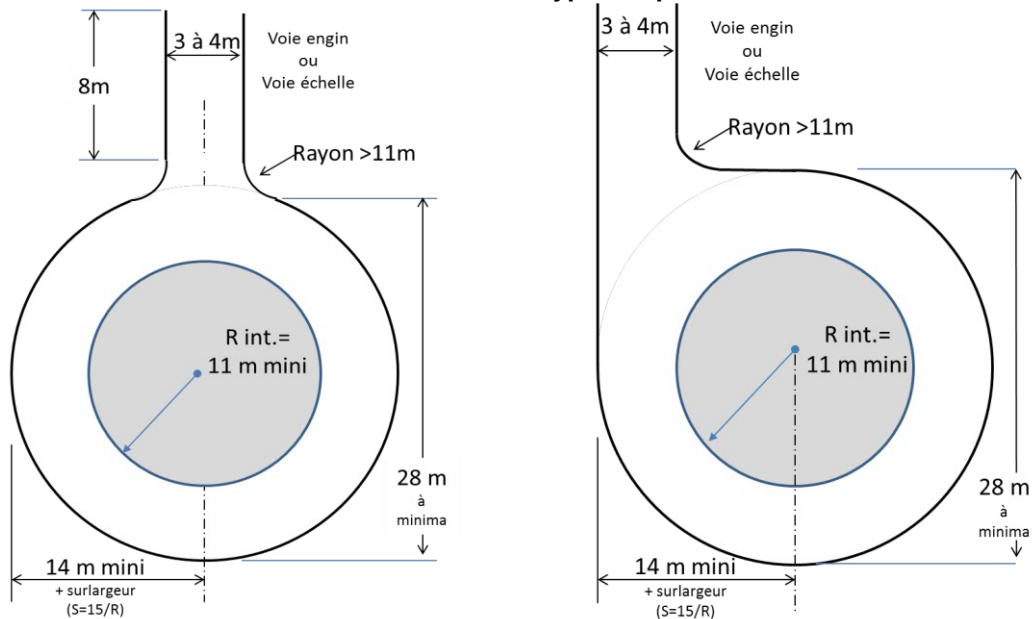 3 à 4m
Voie engin
ou
Voie échelle
8m
Rayon >11m
R int.=
11 m mini
28 m
à
minima
14 m mini
+ surlargeur
(S=15/R)
3 à 4m
Voie engin
ou
Voie échelle
Rayon >11m
R int.=
11 m mini
28 m
à
minima
14 m mini
+ surlargeur
(S=15/R)